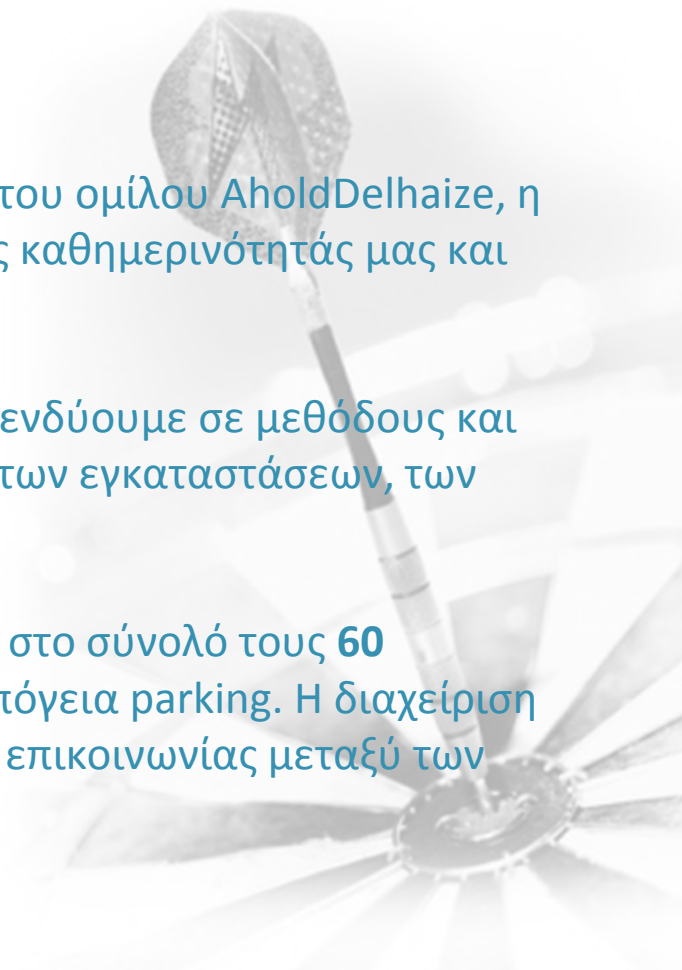 του ομίλου AholdDelhaize, η
ς καθημερινότητάς μας και
ενδύουμε σε μεθόδους και
των εγκαταστάσεων, των
στο σύνολό τους 60
πόγεια parking. Η διαχείριση
επικοινωνίας μεταξύ των